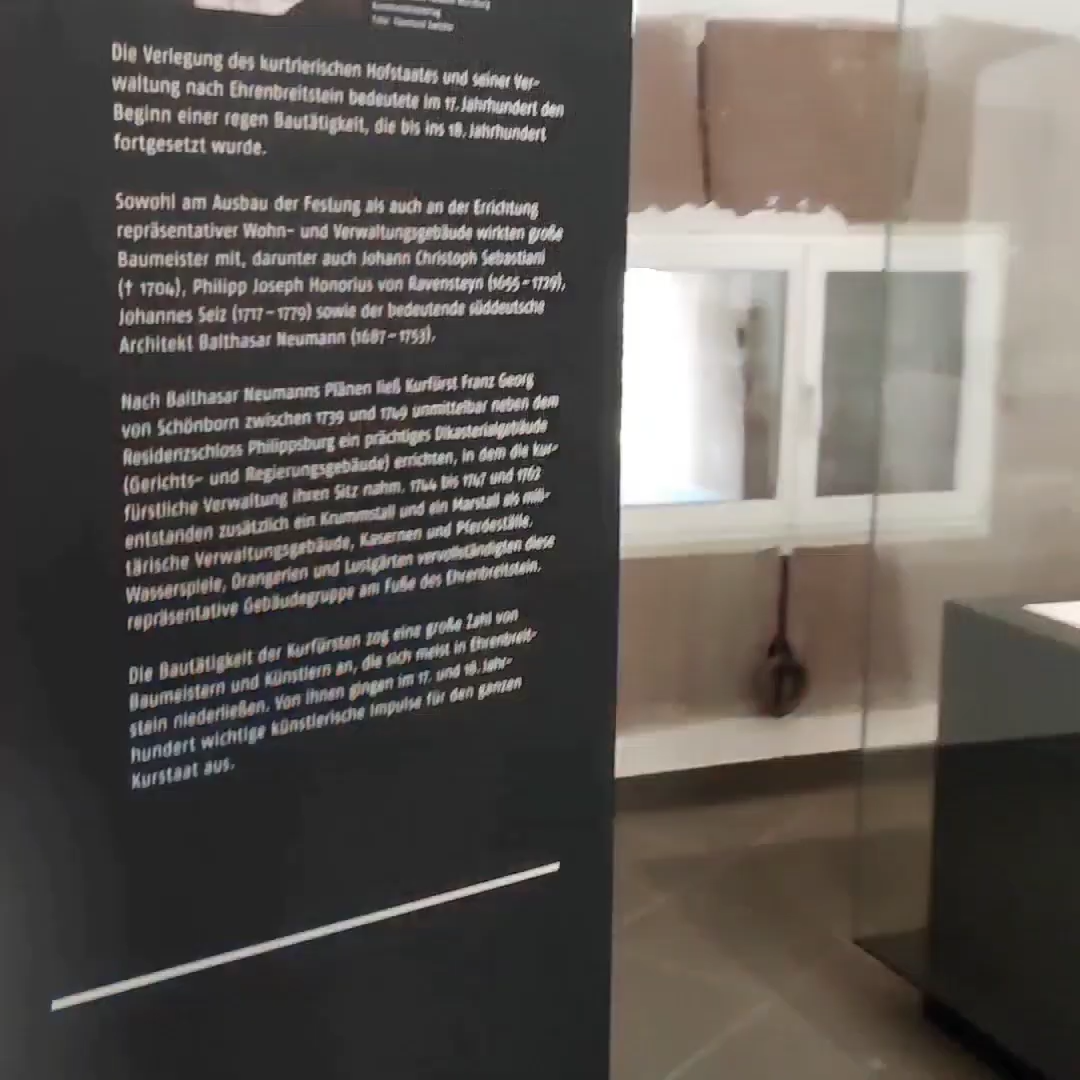 Die Verlegung des kurtrierischen Hofstaates und seiner Ver-
waltung nach Ehrenbreitstein bedeutete im 17. Jahrhundert den
Beginn einer regen Bautätigkeit, die bis ins 18. Jahrhundert
fortgesetzt wurde.
Sowohl am Ausbau der Festung als auch an der Errichtung
repräsentativer Wohn- und Verwaltungsgebäude wirkten große
Baumeister mit, darunter auch Johann Christoph Sebastiani
(† 1704), Philipp Joseph Honorius von Ravensteyn (1655-1729),
Johannes Seiz (1717-1779) sowie der bedeutende süddeutsche
Architekt Balthasar Neumann (1687-1753).
Nach Balthasar Neumanns Plänen ließ Kurfürst Franz Georg
von Schönborn zwischen 1739 und 1749 unmittelbar neben dem
Residenzschloss Philippsburg ein prächtiges Dikasterialgebäude
(Gerichts- und Regierungsgebäude) errichten, in dem die kur-
fürstliche Verwaltung ihren Sitz nahm. 1744 bis 1747 und 1762
entstanden zusätzlich ein Krummstall und ein Marstall als mili-
tärische Verwaltungsgebäude, Kasernen und Pferdeställe.
Wasserspiele, Orangerien und Lustgärten vervollständigten diese
repräsentative Gebäudegruppe am Fuße des Ehrenbreitstein.
Die Bautätigkeit der Kurfürsten zog eine große Zahl von
Baumeistern und Künstlern an, die sich meist in Ehrenbreit-
stein niederließen. Von ihnen gingen im 17. und 18. Jahr-
hundert wichtige künstlerische Impulse für den ganzen
Kurstaat aus.